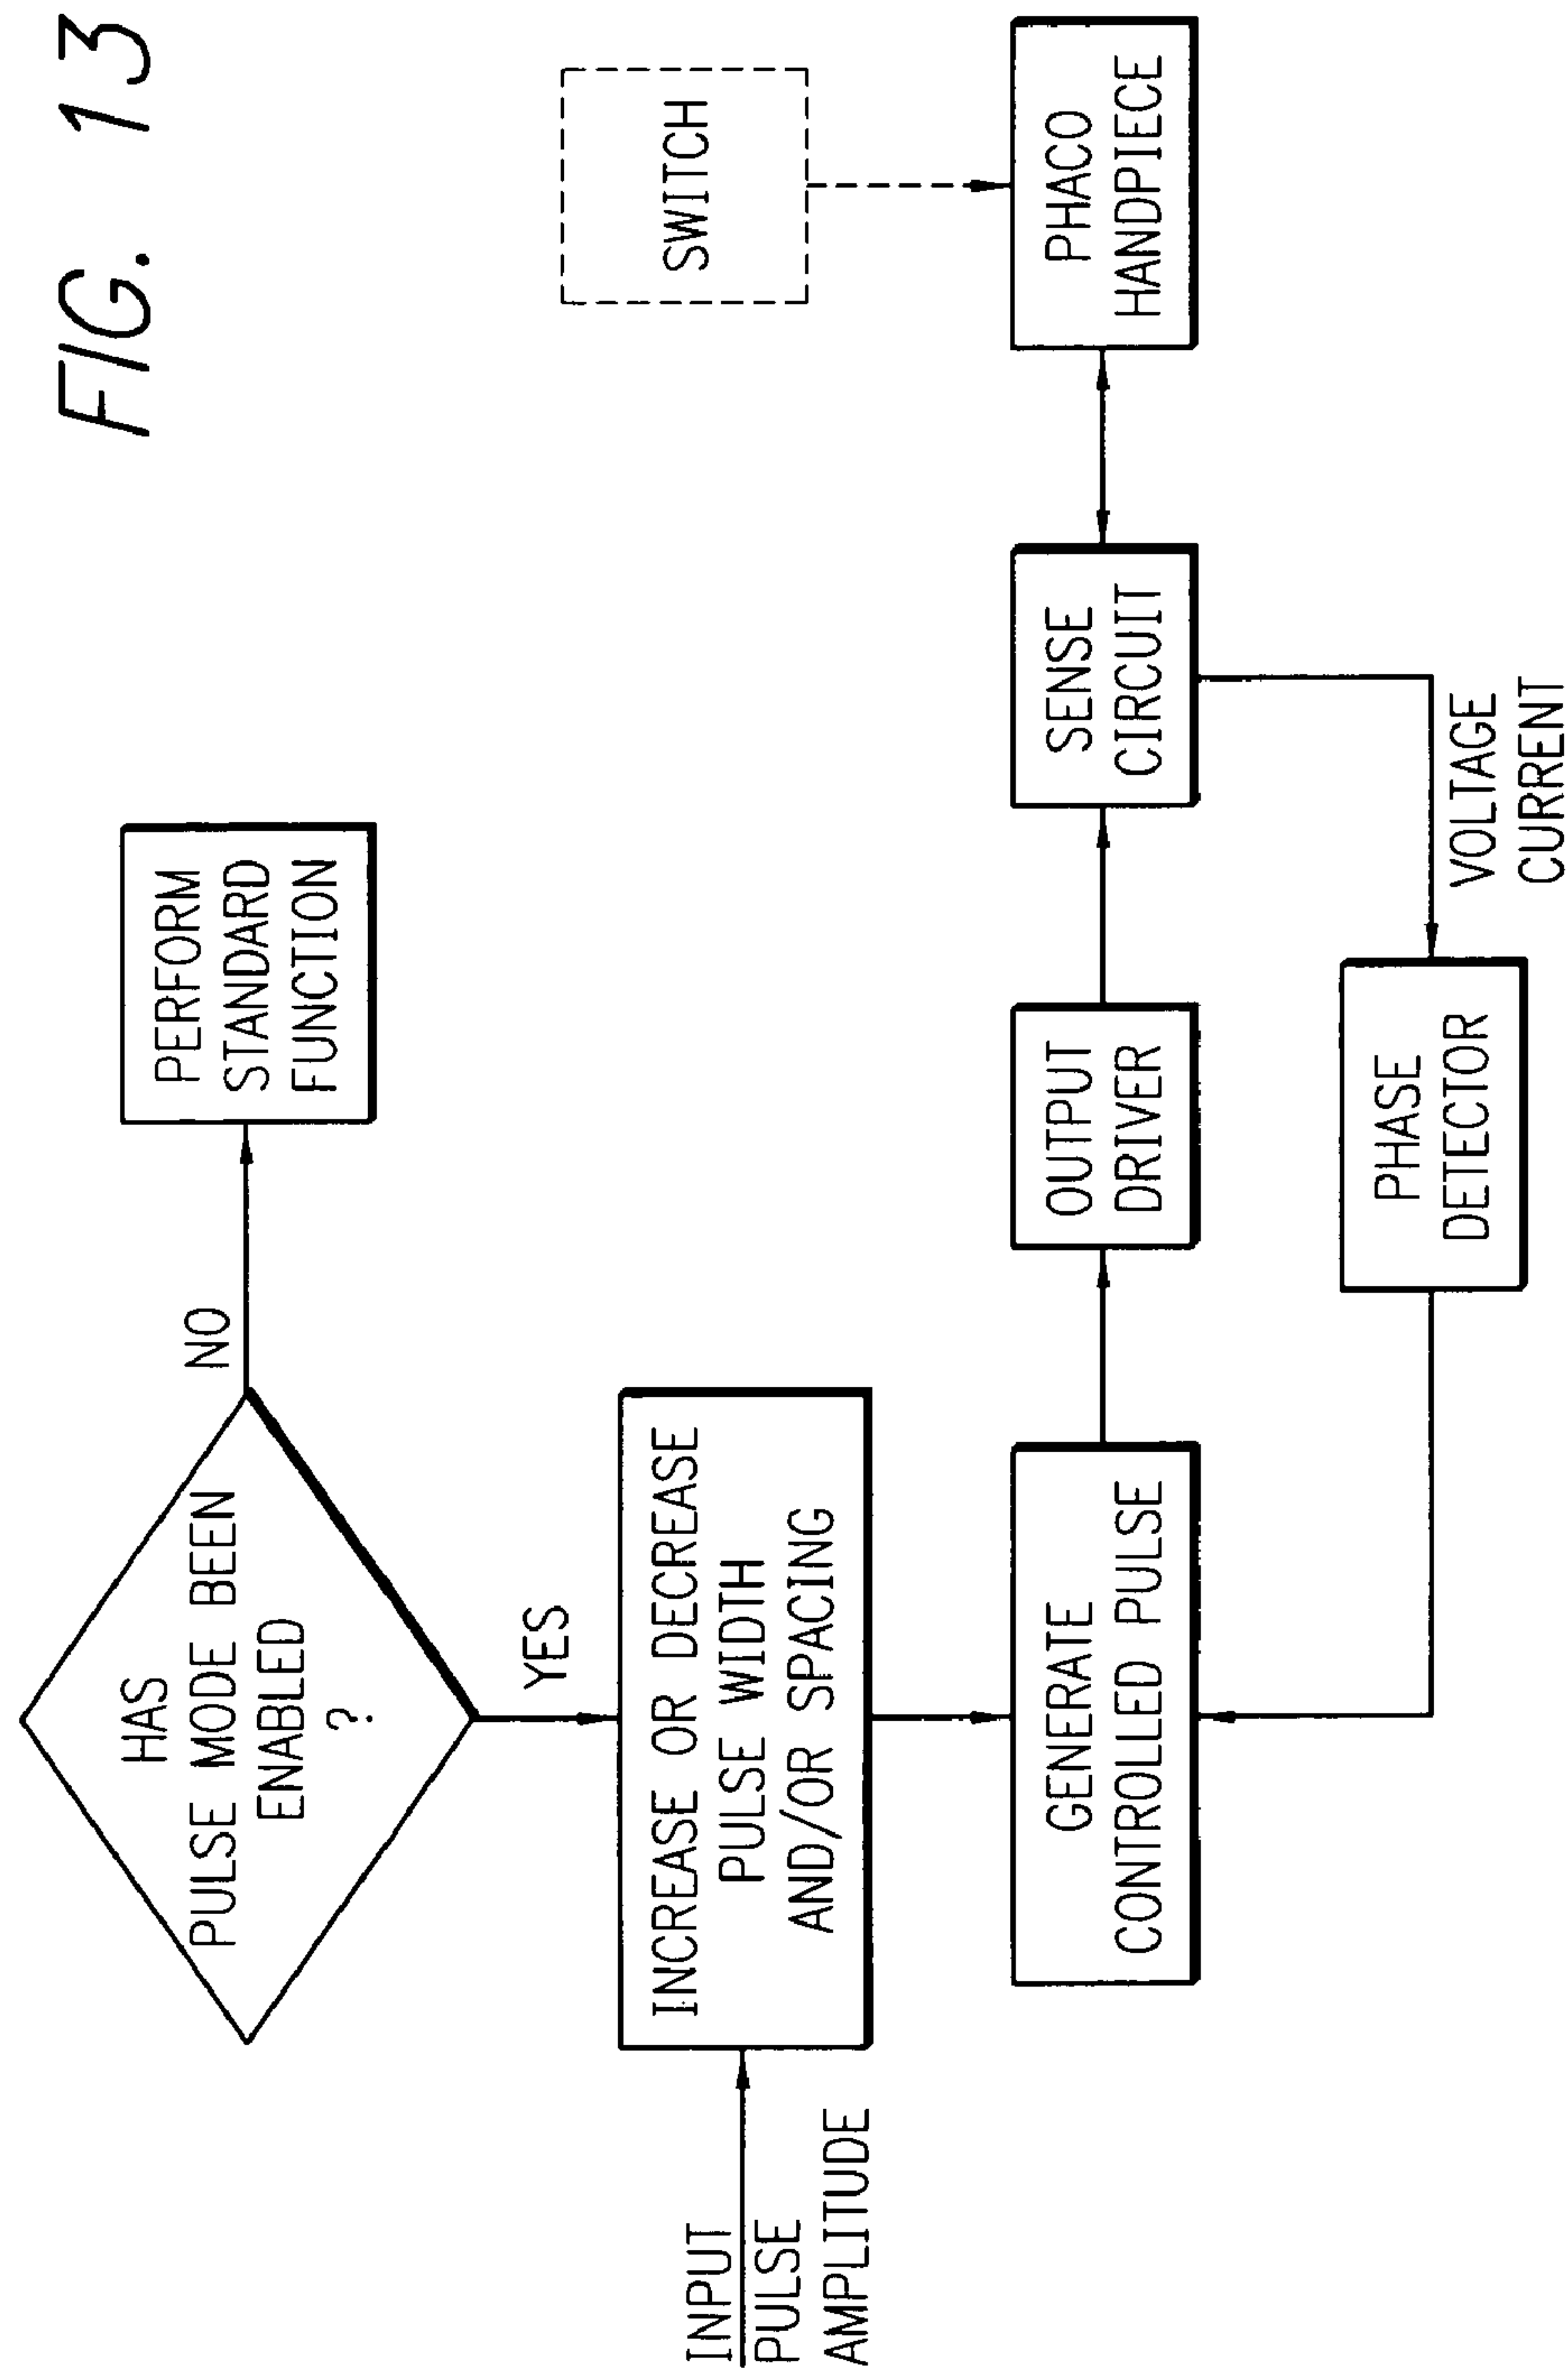 FIG. 13
HAS
PULSE MODE BEEN
ENABLED
?
NO
PERFORM
STANDARD
FUNCTION
YES
INPUT
PULSE
AMPLITUDE
INCREASE OR DECREASE
PULSE WIDTH
AND/OR SPACING
SWITCH
GENERATE
CONTROLLED PULSE
OUTPUT
DRIVER
SENSE
CIRCUIT
PHACO
HANDPIECE
PHASE
DETECTOR
VOLTAGE
CURRENT